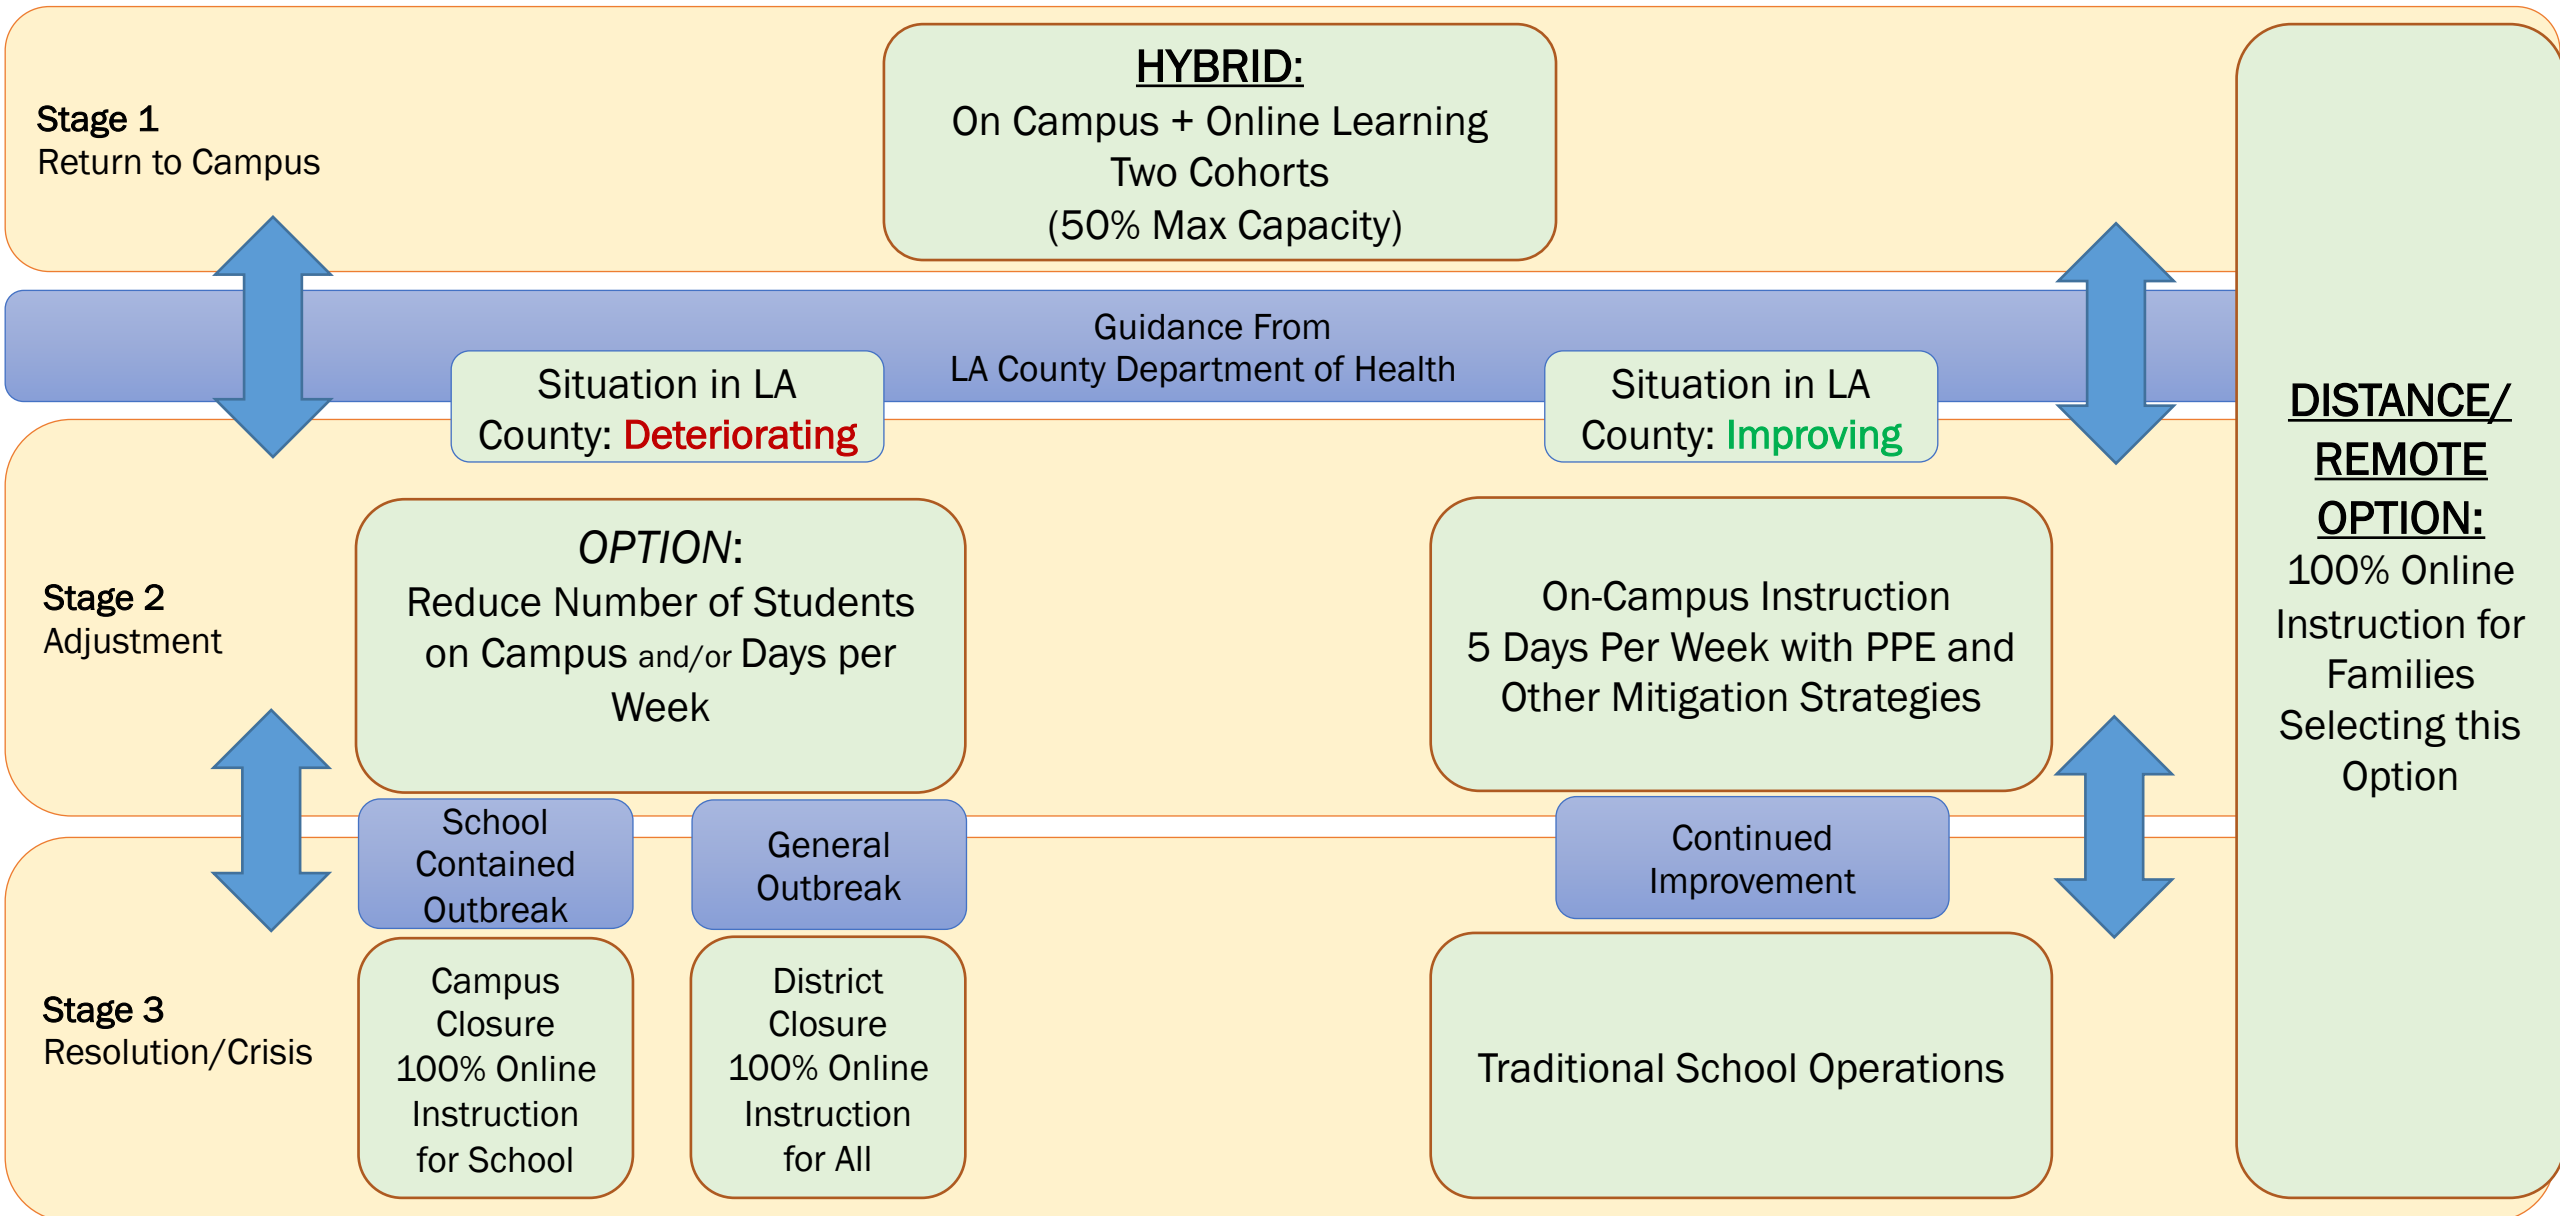 Stage 1
Return to Campus
HYBRID:
On Campus + Online Learning
Two Cohorts
(50% Max Capacity)
Guidance From
LA County Department of Health
Situation in LA
County: Deteriorating
Situation in LA
County: Improving
Stage 2
Adjustment
OPTION:
Reduce Number of Students
on Campus and/or Days per
Week
On-Campus Instruction
5 Days Per Week with PPE and
Other Mitigation Strategies
School
Contained
Outbreak
General
Outbreak
Continued
Improvement
Stage 3
Resolution/Crisis
Campus
Closure
100% Online
Instruction
for School
District
Closure
100% Online
Instruction
for All
Traditional School Operations
DISTANCE/
REMOTE
OPTION:
100% Online
Instruction for
Families
Selecting this
Option